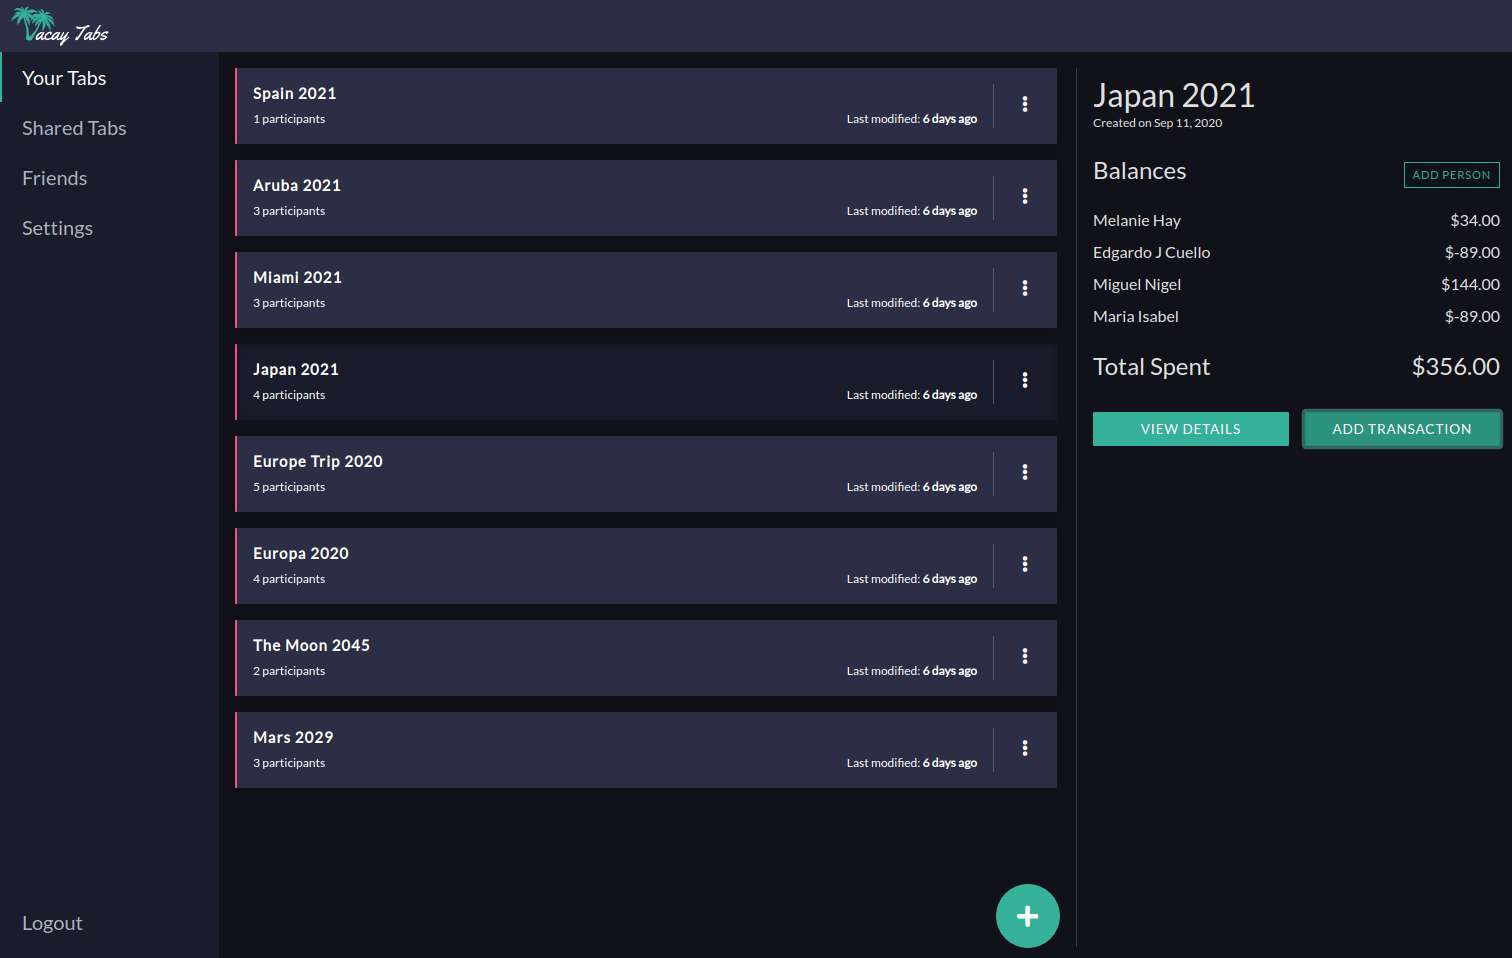 Vacay Tabs
Your Tabs
Shared Tabs
Friends
Settings
Logout
Spain 2021
1 participants
Last modified: 6 days ago
Aruba 2021
3 participants
Last modified: 6 days ago
Miami 2021
3 participants
Last modified: 6 days ago
Japan 2021
4 participants
Last modified: 6 days ago
Europe Trip 2020
5 participants
Last modified: 6 days ago
Europa 2020
4 participants
Last modified: 6 days ago
The Moon 2045
2 participants
Last modified: 6 days ago
Mars 2029
3 participants
Last modified: 6 days ago
Japan 2021
Created on Sep 11, 2020
Balances
ADD PERSON
Melanie Hay $34.00
Edgardo J Cuello $-89.00
Miguel Nigel $144.00
Maria Isabel $-89.00
Total Spent $356.00
VIEW DETAILS
ADD TRANSACTION